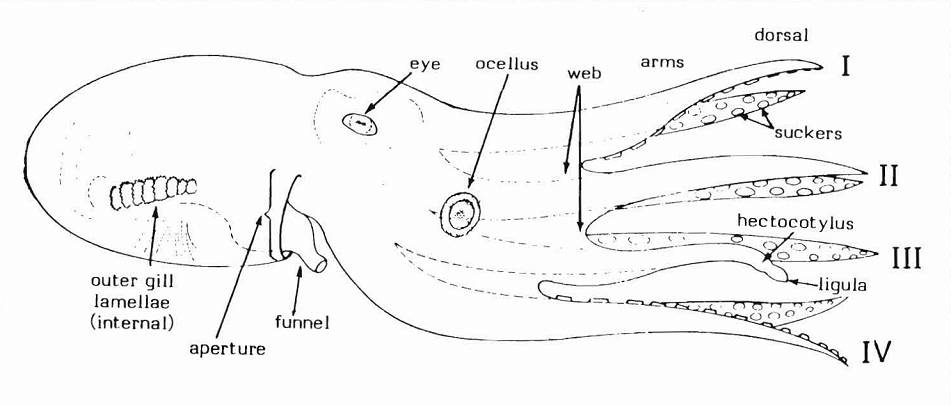 dorsal
eye
ocellus
web
arms
I
suckers
II
hectocotylus
III
ligula
outer gill
lamellae
(internal)
funnel
aperture
IV